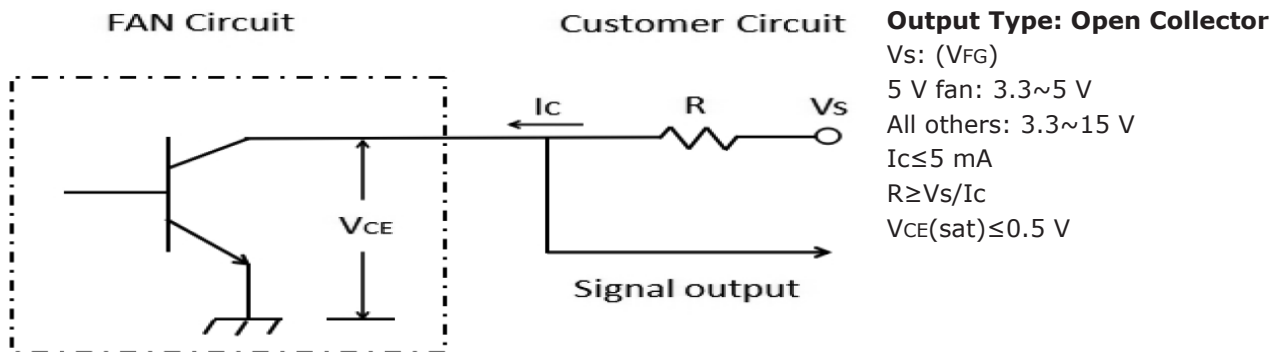 FAN Circuit
Customer Circuit
Output Type: Open Collector
Vs: (VFG)
5 V fan: 3.3~5 V
All others: 3.3~15 V
Ic≤5 mA
R≥Vs/Ic
VCE(sat)≤0.5 V
Ic
R
Vs
VCE
Signal output